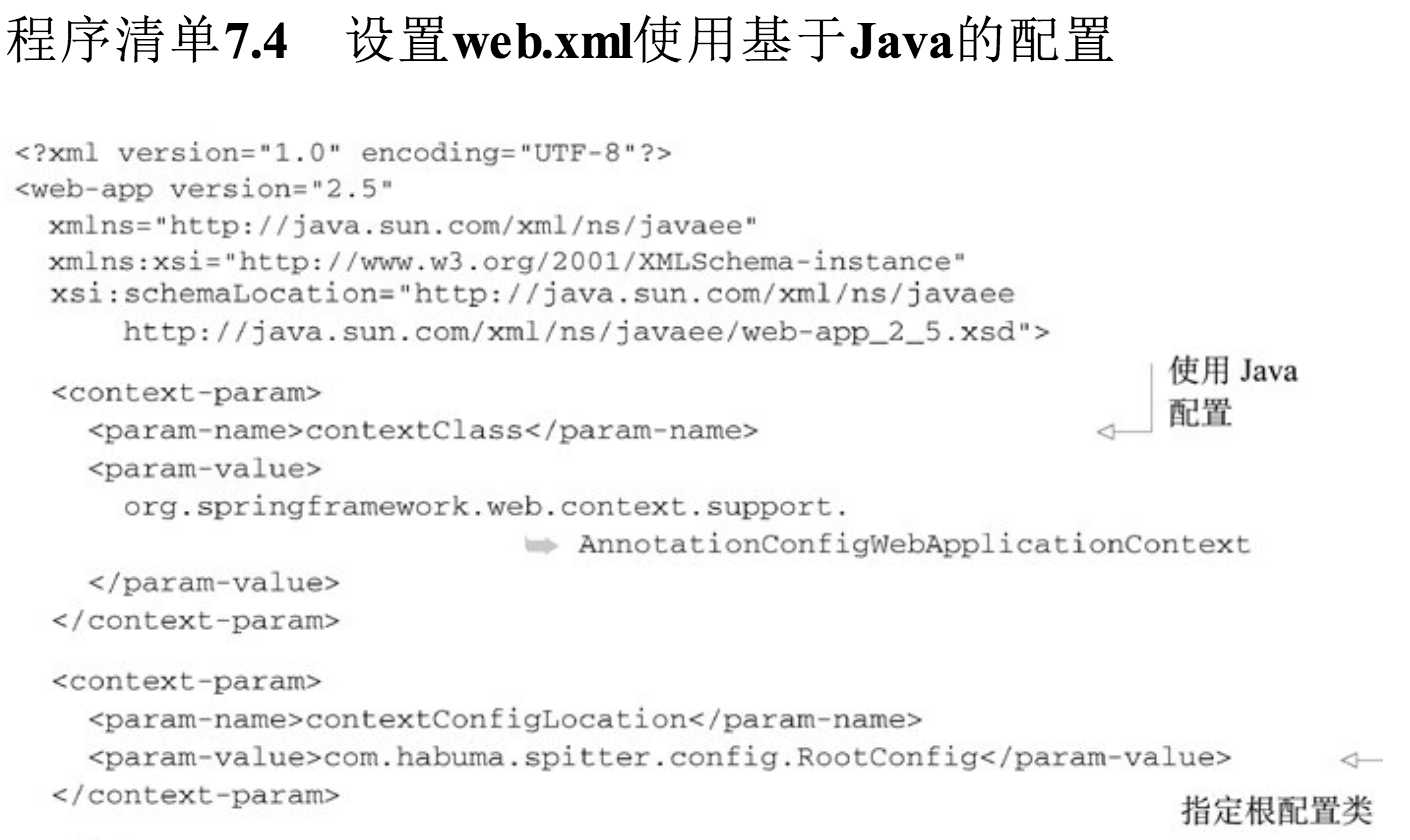 程序清单7.4 设置web.xml使用基于Java的配置
<?xml version="1.0" encoding="UTF-8"?>
<web-app version="2.5"
xmlns="http://java.sun.com/xml/ns/javaee"
xmlns:xsi="http://www.w3.org/2001/XMLSchema-instance"
xsi:schemaLocation="http://java.sun.com/xml/ns/javaee
http://java.sun.com/xml/ns/javaee/web-app_2_5.xsd">
使用 Java
配置
<context-param>
<param-name>contextClass</param-name>
<param-value>
org.springframework.web.context.support.
AnnotationConfigWebApplicationContext
</param-value>
</context-param>
<context-param>
<param-name>contextConfigLocation</param-name>
<param-value>com.habuma.spitter.config.RootConfig</param-value>
</context-param>
指定根配置类